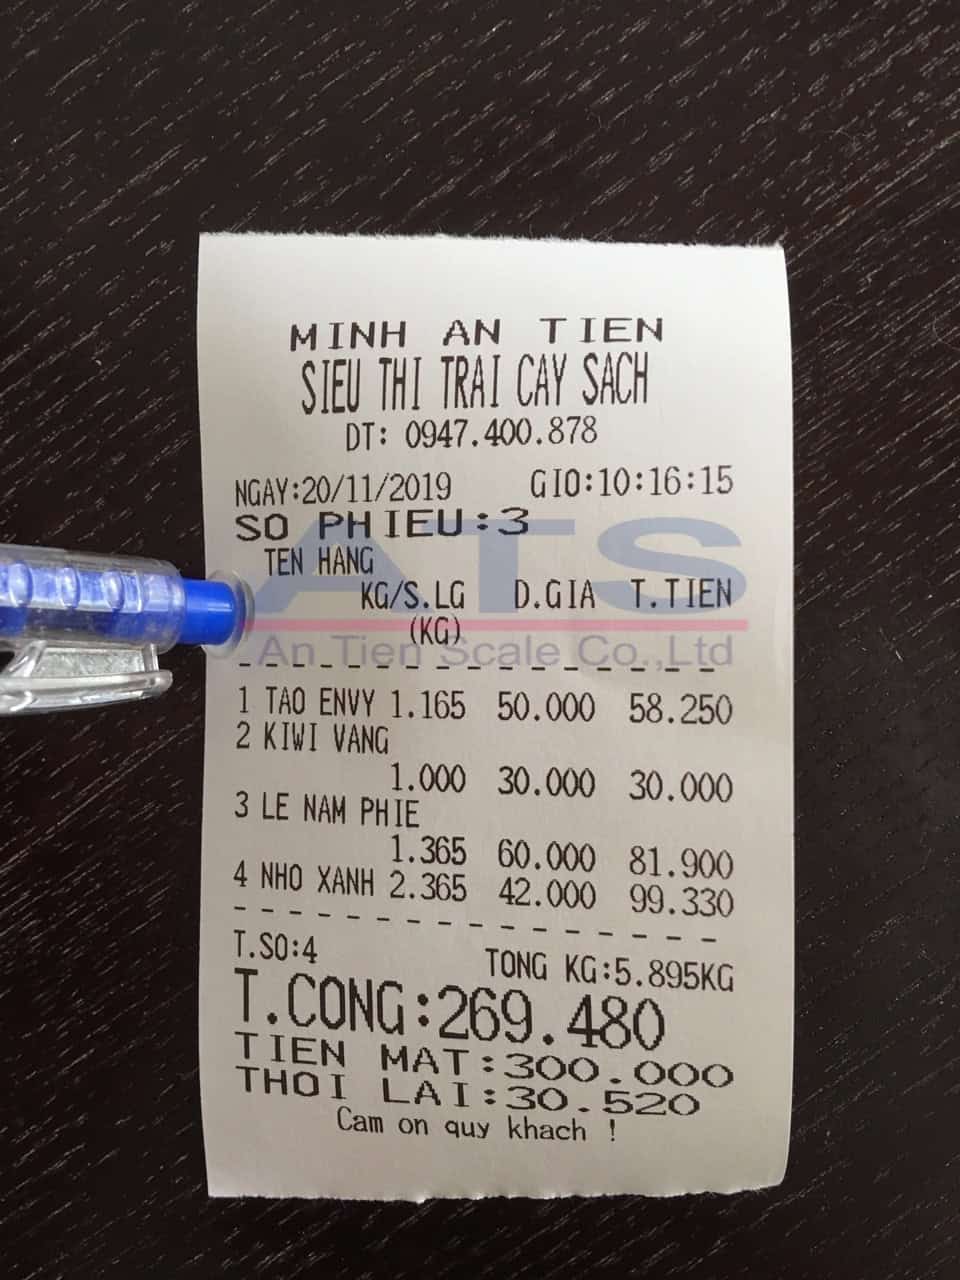 MINH AN TIEN
SIEU THI TRAI CAY SACH
DT: 0947.400.878
NGAY:20/11/2019 GIO:10:16:15
SO PHIEU:3
ATS
TEN HANG
KG/S.LG D.GIA T.TIEN
(KG)
An Tien Scale Co.,Ltd
1 TAO ENVY 1.165 50.000 58.250
2 KIWI VANG
1.000 30.000 30.000
3 LE NAM PHIE
1.365 60.000 81.900
4 NHO XANH 2.365 42.000 99.330
T.SO:4 TONG KG:5.895KG
T.CONG:269.480
TIEN MAT:300.000
THOI LAI:30.520
Cam on quy khach !